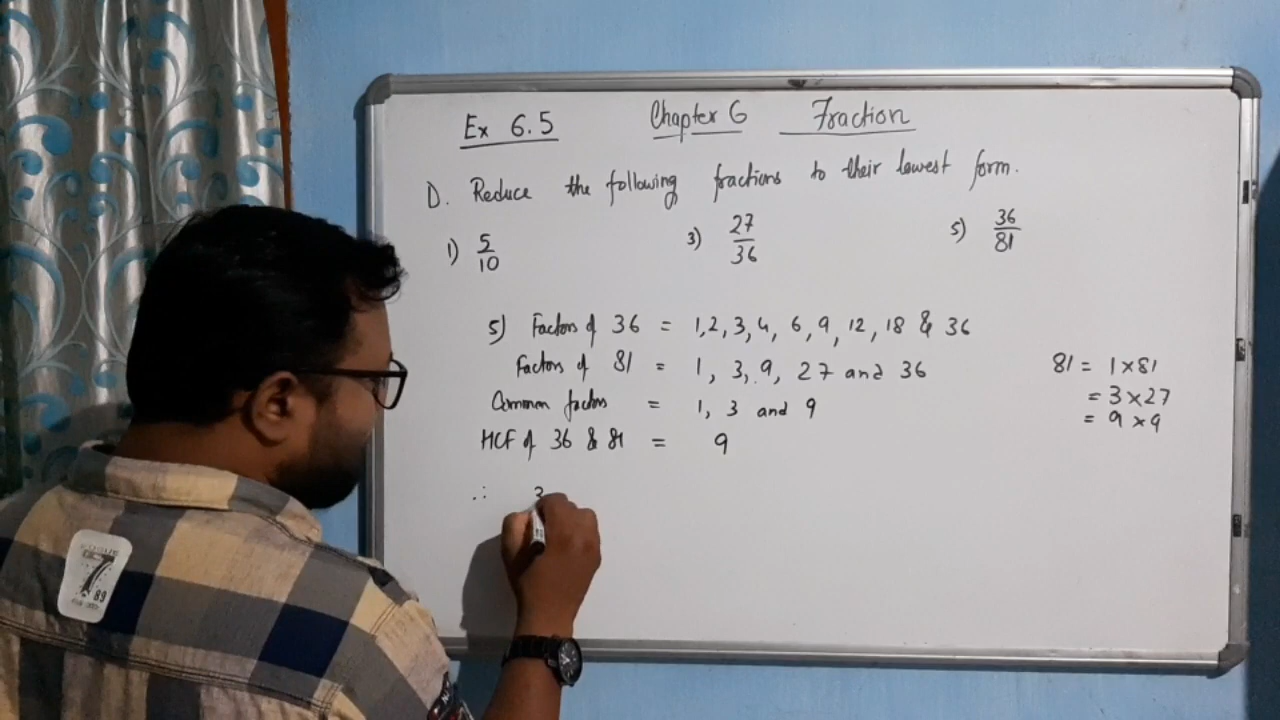 Ex 6.5 Chapter 6 Fraction
D. Reduce the following fractions to their lowest form.
1) 5/10 3) 27/36 5) 36/81
5) Factors of 36 = 1,2,3,4, 6,9,12,18 & 36
Factors of 81 = 1, 3, 9, 27 and 36
Common factors = 1, 3 and 9
HCF of 36 & 81 = 9
∴ 3
81 = 1×81
= 3×27
= 9×9
7
89